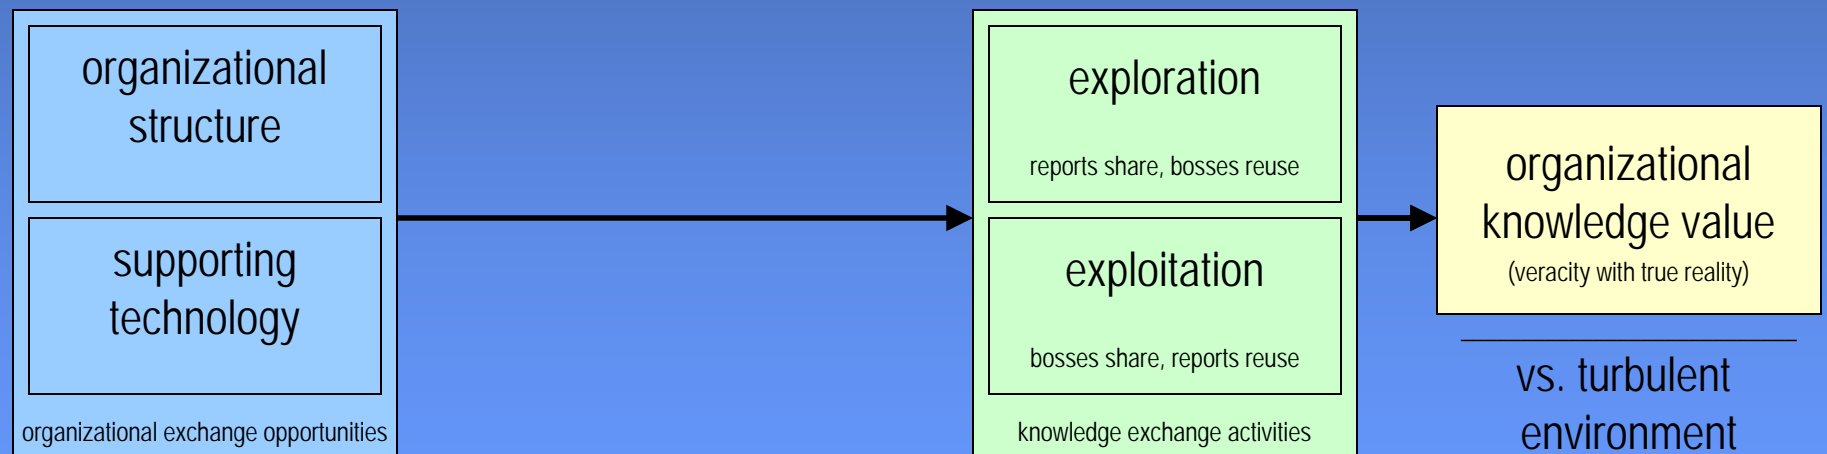 organizational
structure
supporting
technology
organizational exchange opportunities
exploration
reports share, bosses reuse
exploitation
bosses share, reports reuse
knowledge exchange activities
organizational
knowledge value
(veracity with true reality)
vs. turbulent
environment